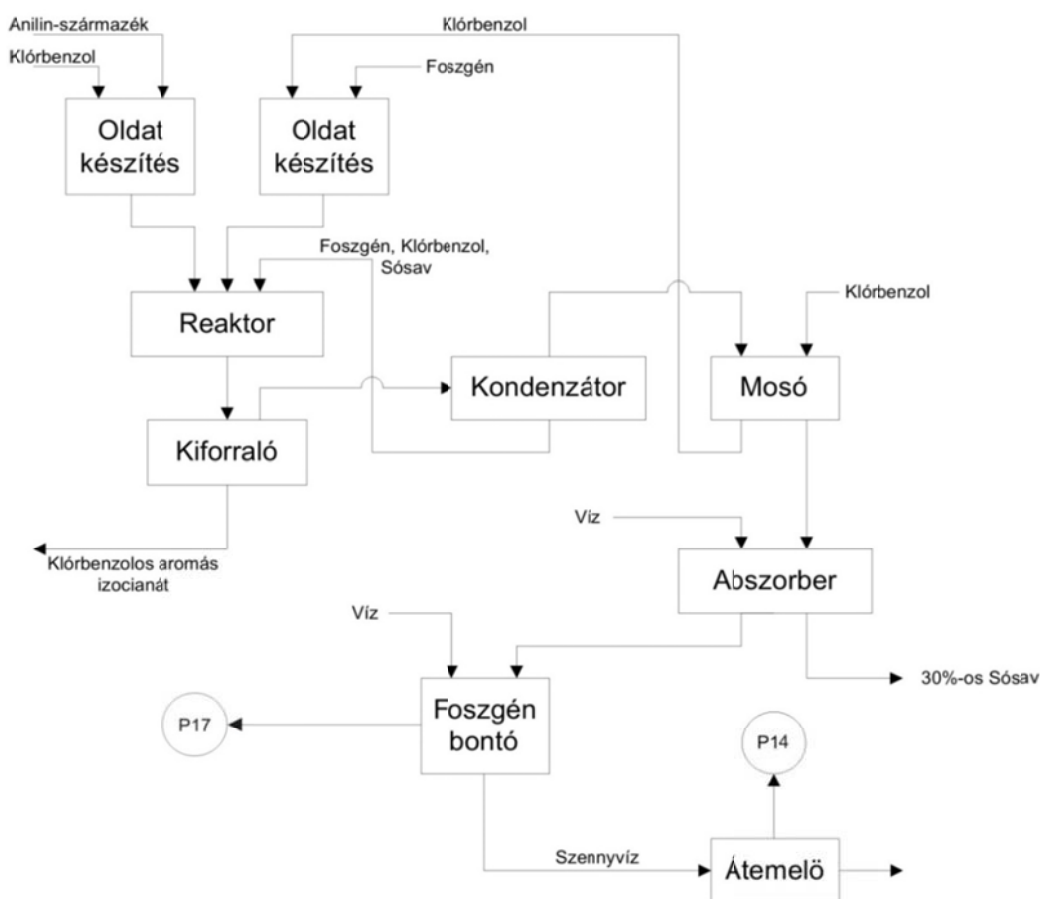 Anilin-származék
Klórbenzol
Klórbenzol
Foszgén
Oldat
készítés
Oldat
készítés
Foszgén, Klórbenzol,
Sósav
Klórbenzol
Reaktor
Kondenzátor
Mosó
Kiforraló
Víz
Klórbenzolos aromás
izocianát
Abszorber
Víz
30%-os Sósav
Foszgén
bontó
P17
P14
Szennyvíz
Átemelö